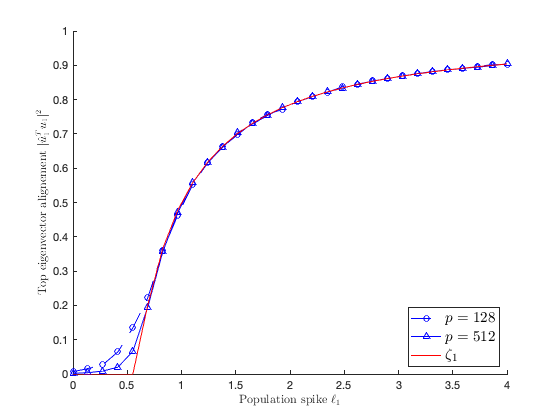 1
0.9
0.8
0.7
0.6
0.5
0.4
0.3
0.2
0.1
0
Top eigenvector alignement |û₁ᵀu₁|²
p = 128
p = 512
ζ₁
0 0.5 1 1.5 2 2.5 3 3.5 4
Population spike ℓ₁